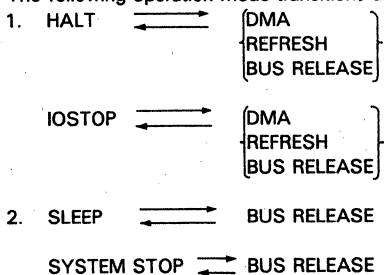 The following operation mode transitions
1. HALT ⇄ {DMA
REFRESH
BUS RELEASE}
IOSTOP ⇄ {DMA
REFRESH
BUS RELEASE}
2. SLEEP ⇄ BUS RELEASE
SYSTEM STOP ⇄ BUS RELEASE